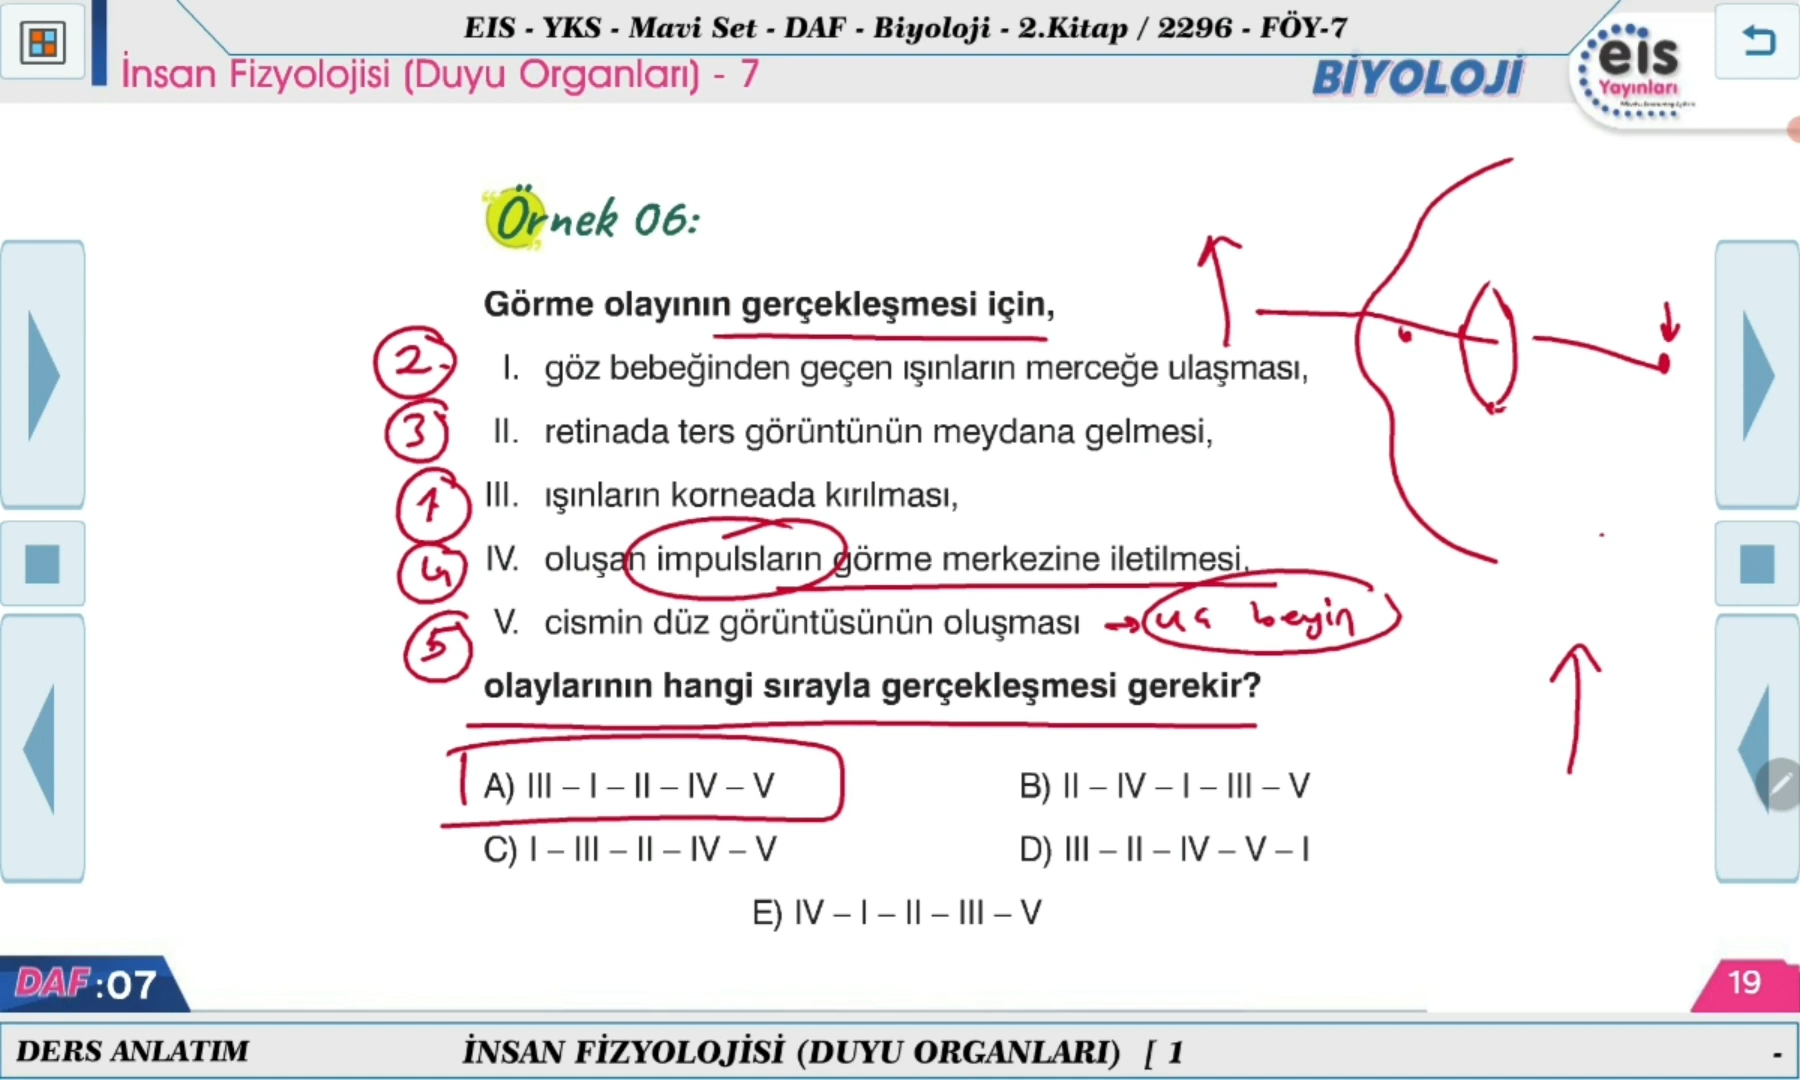 EIS - YKS - Mavi Set - DAF - Biyoloji - 2.Kitap / 2296 - FÖY-7
İnsan Fizyolojisi (Duyu Organları) - 7
BİYOLOJİ
eis
Yayınları
Örnek 06:
Görme olayının gerçekleşmesi için,
2 I. göz bebeğinden geçen ışınların merceğe ulaşması,
3 II. retinada ters görüntünün meydana gelmesi,
1 III. ışınların korneada kırılması,
4 IV. oluşan impulsların görme merkezine iletilmesi,
5 V. cismin düz görüntüsünün oluşması → uç beyin
olaylarının hangi sırayla gerçekleşmesi gerekir?
A) III – I – II – IV – V
B) II – IV – I – III – V
C) I – III – II – IV – V
D) III – II – IV – V – I
E) IV – I – II – III – V
DAF :07
19
DERS ANLATIM
İNSAN FİZYOLOJİSİ (DUYU ORGANLARI) [ 1
-